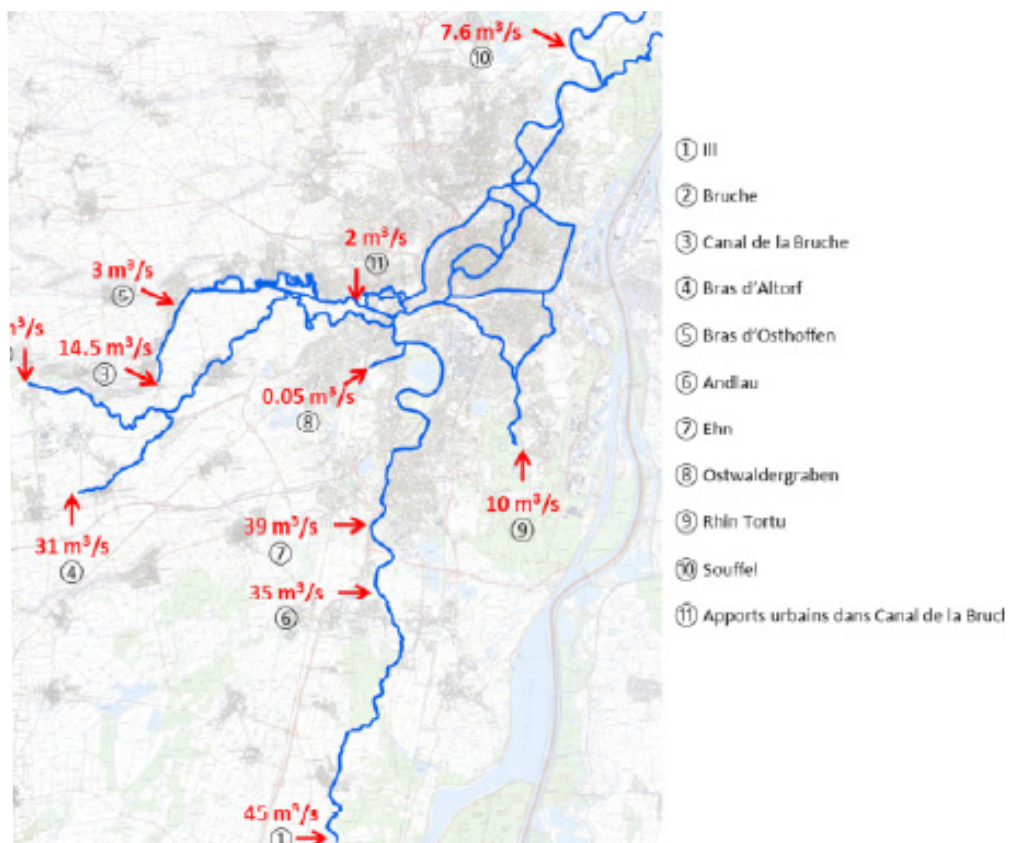 7.6 m³/s
⑩
2 m³/s
⑪
3 m³/s
⑤
m³/s
14.5 m³/s
③
0.05 m³/s
⑧
10 m³/s
⑨
39 m³/s
⑦
31 m³/s
④
35 m³/s
⑥
45 m³/s
①
① Ill
② Bruche
③ Canal de la Bruche
④ Bras d'Altorf
⑤ Bras d'Osthoffen
⑥ Andlau
⑦ Ehn
⑧ Ostwaldergraben
⑨ Rhin Tortu
⑩ Souffel
⑪ Apports urbains dans Canal de la Brucl